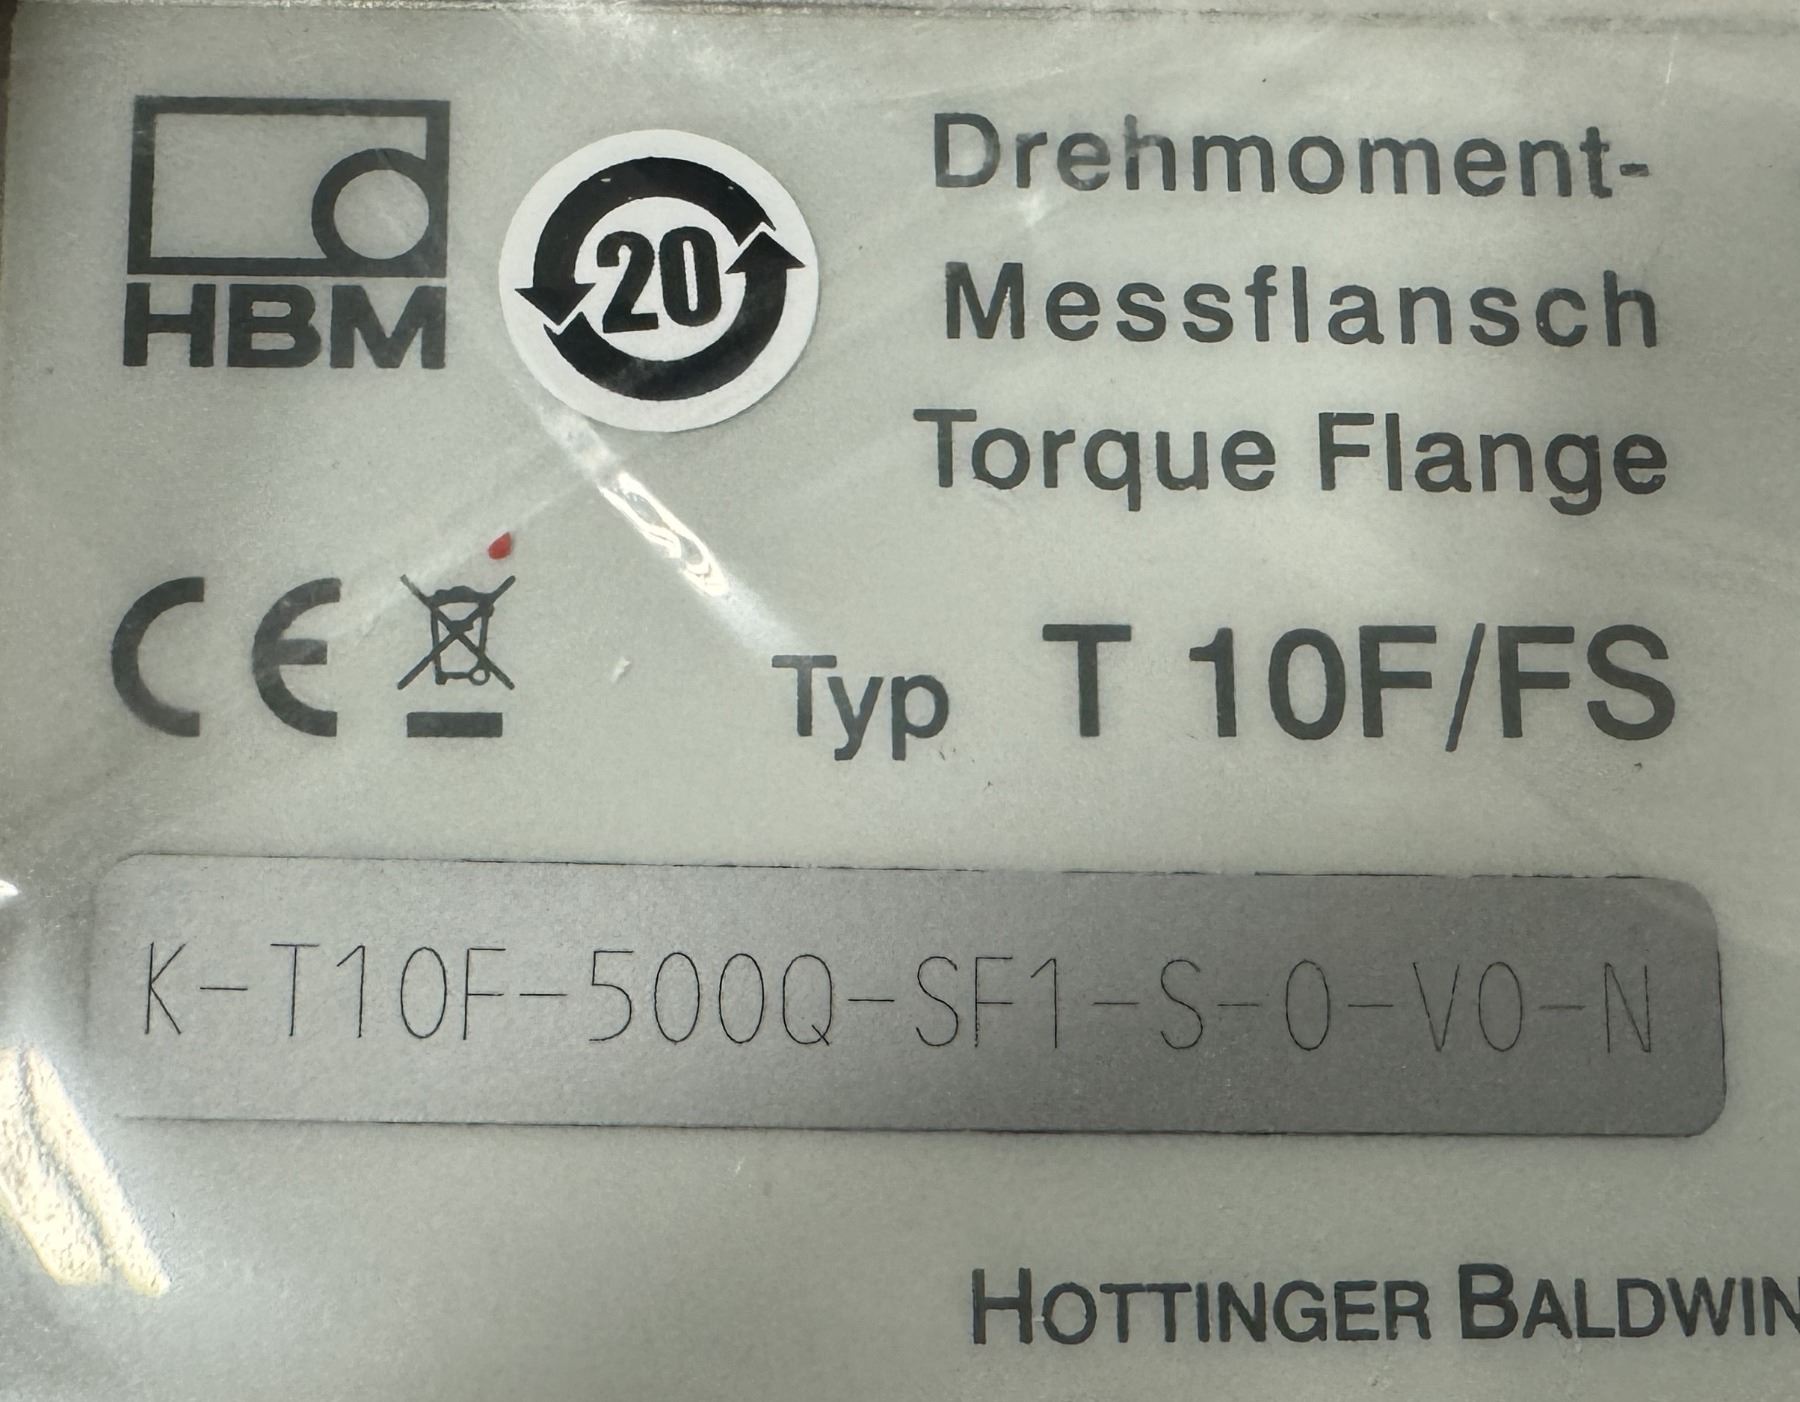 HBM
20
Drehmoment-
Messflansch
Torque Flange
CE
Typ T 10F/FS
K-T10F-500Q-SF1-S-0-V0-N
HOTTINGER BALDWIN